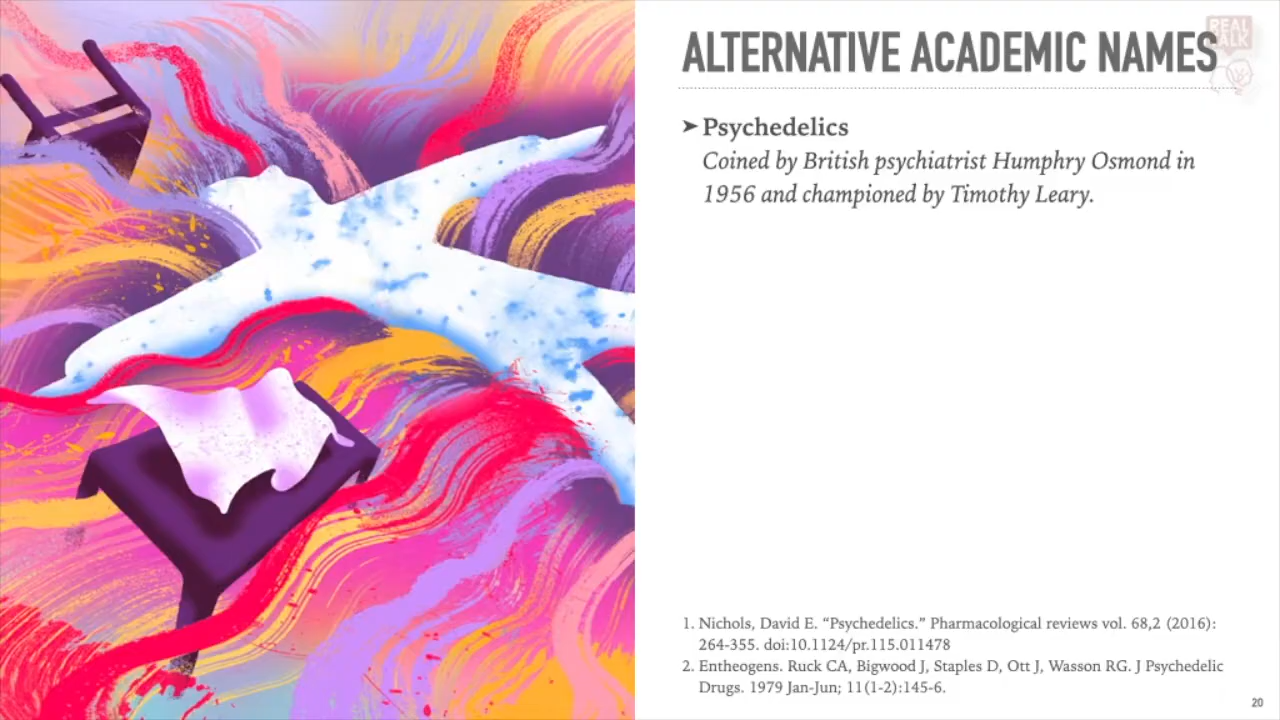 REAL
TALK
ALTERNATIVE ACADEMIC NAMES
➤ Psychedelics
Coined by British psychiatrist Humphry Osmond in
1956 and championed by Timothy Leary.
1. Nichols, David E. “Psychedelics.” Pharmacological reviews vol. 68,2 (2016):
264-355. doi:10.1124/pr.115.011478
2. Entheogens. Ruck CA, Bigwood J, Staples D, Ott J, Wasson RG. J Psychedelic
Drugs. 1979 Jan-Jun; 11(1-2):145-6.
20